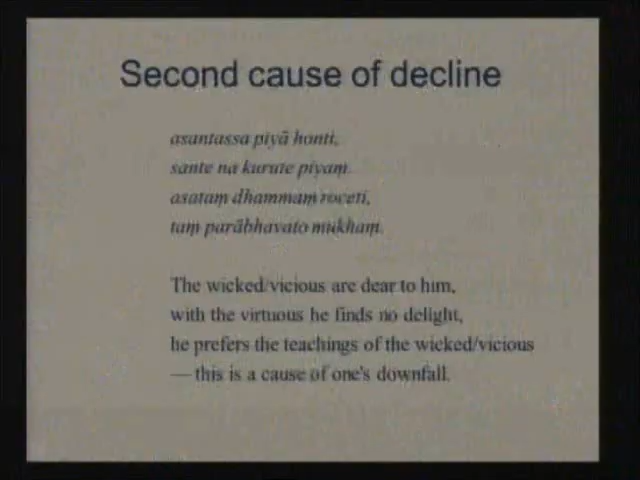 Second cause of decline
asantassa piyā honti,
sante na kurute piyaṃ.
asataṃ dhammaṃ roceti,
taṃ parābhavato mukhaṃ.
The wicked/vicious are dear to him,
with the virtuous he finds no delight,
he prefers the teachings of the wicked/vicious
— this is a cause of one's downfall.